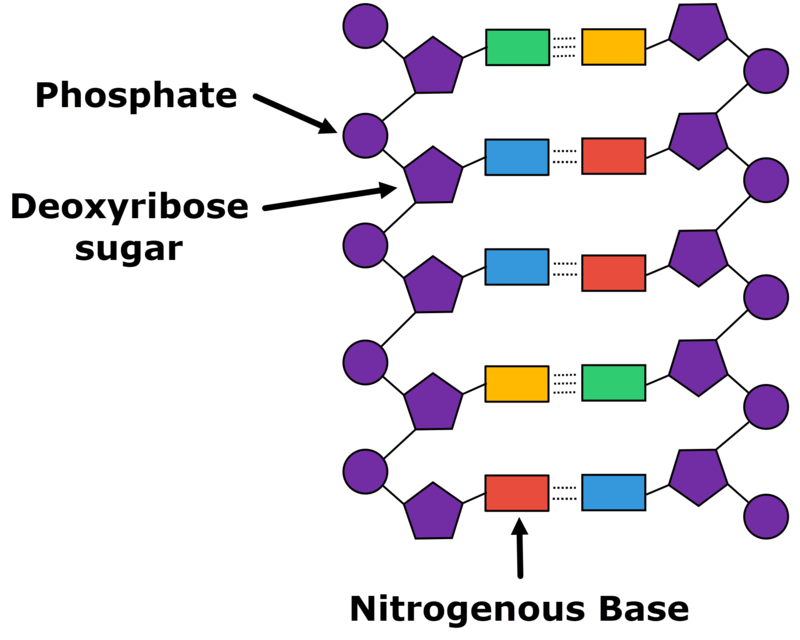 Phosphate
Deoxyribose
sugar
Nitrogenous Base